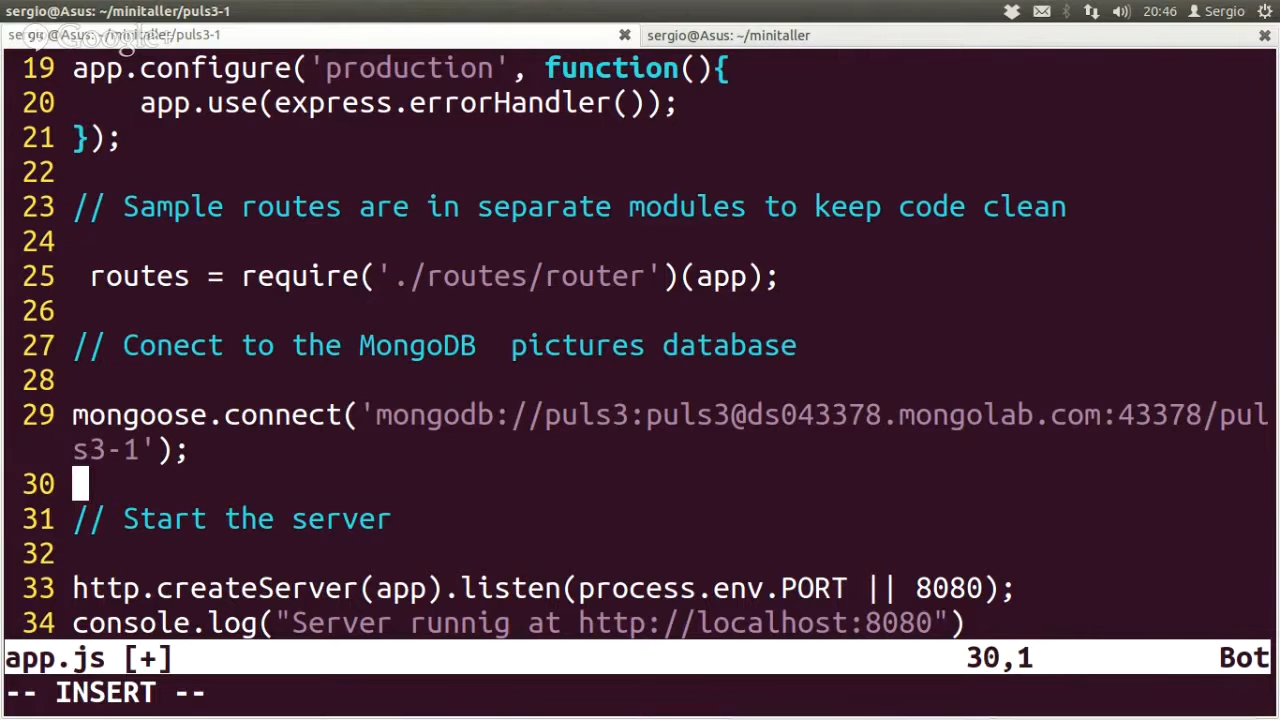 sergio@Asus: ~/minitaller/puls3-1
20:46 Sergio
sergio@Asus: ~/minitaller/puls3-1
Google+
sergio@Asus: ~/minitaller
19 app.configure('production', function(){
20 app.use(express.errorHandler());
21 });
22
23 // Sample routes are in separate modules to keep code clean
24
25 routes = require('./routes/router')(app);
26
27 // Conect to the MongoDB  pictures database
28
29 mongoose.connect('mongodb://puls3:puls3@ds043378.mongolab.com:43378/pul
s3-1');
30
31 // Start the server
32
33 http.createServer(app).listen(process.env.PORT || 8080);
34 console.log("Server runnig at http://localhost:8080")
app.js [+] 30,1 Bot
-- INSERT --